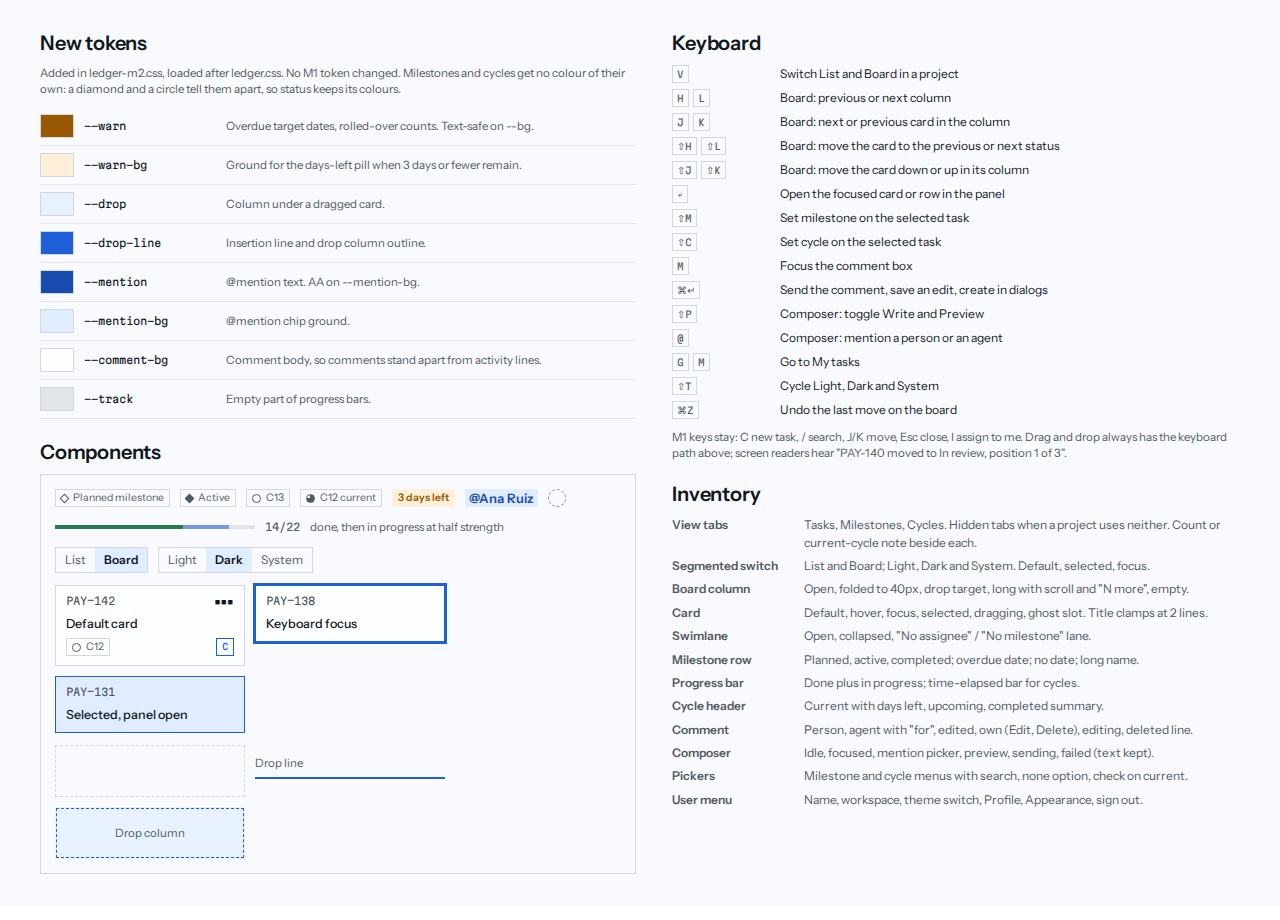 New tokens
Added in ledger-m2.css, loaded after ledger.css. No M1 token changed. Milestones and cycles get no colour of their
own: a diamond and a circle tell them apart, so status keeps its colours.
--warn Overdue target dates, rolled-over counts. Text-safe on --bg.
--warn-bg Ground for the days-left pill when 3 days or fewer remain.
--drop Column under a dragged card.
--drop-line Insertion line and drop column outline.
--mention @mention text. AA on --mention-bg.
--mention-bg @mention chip ground.
--comment-bg Comment body, so comments stand apart from activity lines.
--track Empty part of progress bars.
Components
Planned milestone Active C13 C12 current 3 days left @Ana Ruiz
14/22 done, then in progress at half strength
List Board Light Dark System
PAY-142 PAY-138
Default card Keyboard focus
C12 C
PAY-131
Selected, panel open
Drop line
Drop column
Keyboard
V Switch List and Board in a project
H L Board: previous or next column
J K Board: next or previous card in the column
⇧H ⇧L Board: move the card to the previous or next status
⇧J ⇧K Board: move the card down or up in its column
↵ Open the focused card or row in the panel
⇧M Set milestone on the selected task
⇧C Set cycle on the selected task
M Focus the comment box
⌘↵ Send the comment, save an edit, create in dialogs
⇧P Composer: toggle Write and Preview
@ Composer: mention a person or an agent
G M Go to My tasks
⇧T Cycle Light, Dark and System
⌘Z Undo the last move on the board
M1 keys stay: C new task, / search, J/K move, Esc close, I assign to me. Drag and drop always has the keyboard
path above; screen readers hear "PAY-140 moved to In review, position 1 of 3".
Inventory
View tabs Tasks, Milestones, Cycles. Hidden tabs when a project uses neither. Count or
current-cycle note beside each.
Segmented switch List and Board; Light, Dark and System. Default, selected, focus.
Board column Open, folded to 40px, drop target, long with scroll and "N more", empty.
Card Default, hover, focus, selected, dragging, ghost slot. Title clamps at 2 lines.
Swimlane Open, collapsed, "No assignee" / "No milestone" lane.
Milestone row Planned, active, completed; overdue date; no date; long name.
Progress bar Done plus in progress; time-elapsed bar for cycles.
Cycle header Current with days left, upcoming, completed summary.
Comment Person, agent with "for", edited, own (Edit, Delete), editing, deleted line.
Composer Idle, focused, mention picker, preview, sending, failed (text kept).
Pickers Milestone and cycle menus with search, none option, check on current.
User menu Name, workspace, theme switch, Profile, Appearance, sign out.